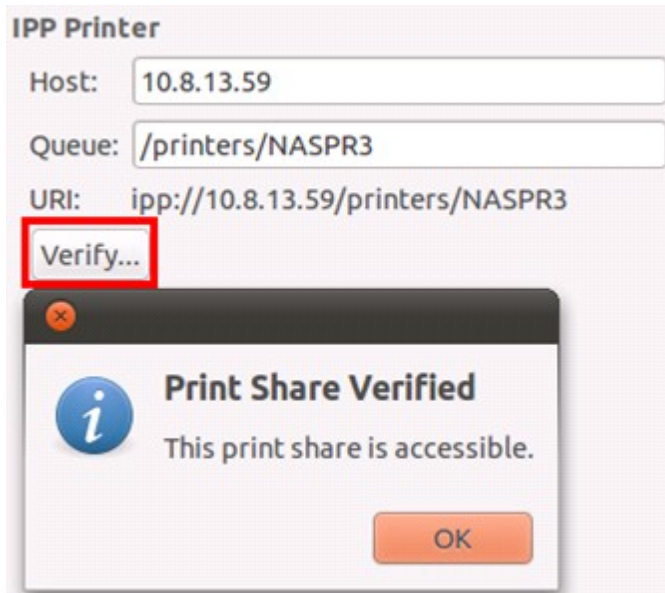 IPP Printer
Host: 10.8.13.59
Queue: /printers/NASPR3
URI: ipp://10.8.13.59/printers/NASPR3
Verify...
Print Share Verified
This print share is accessible.
OK